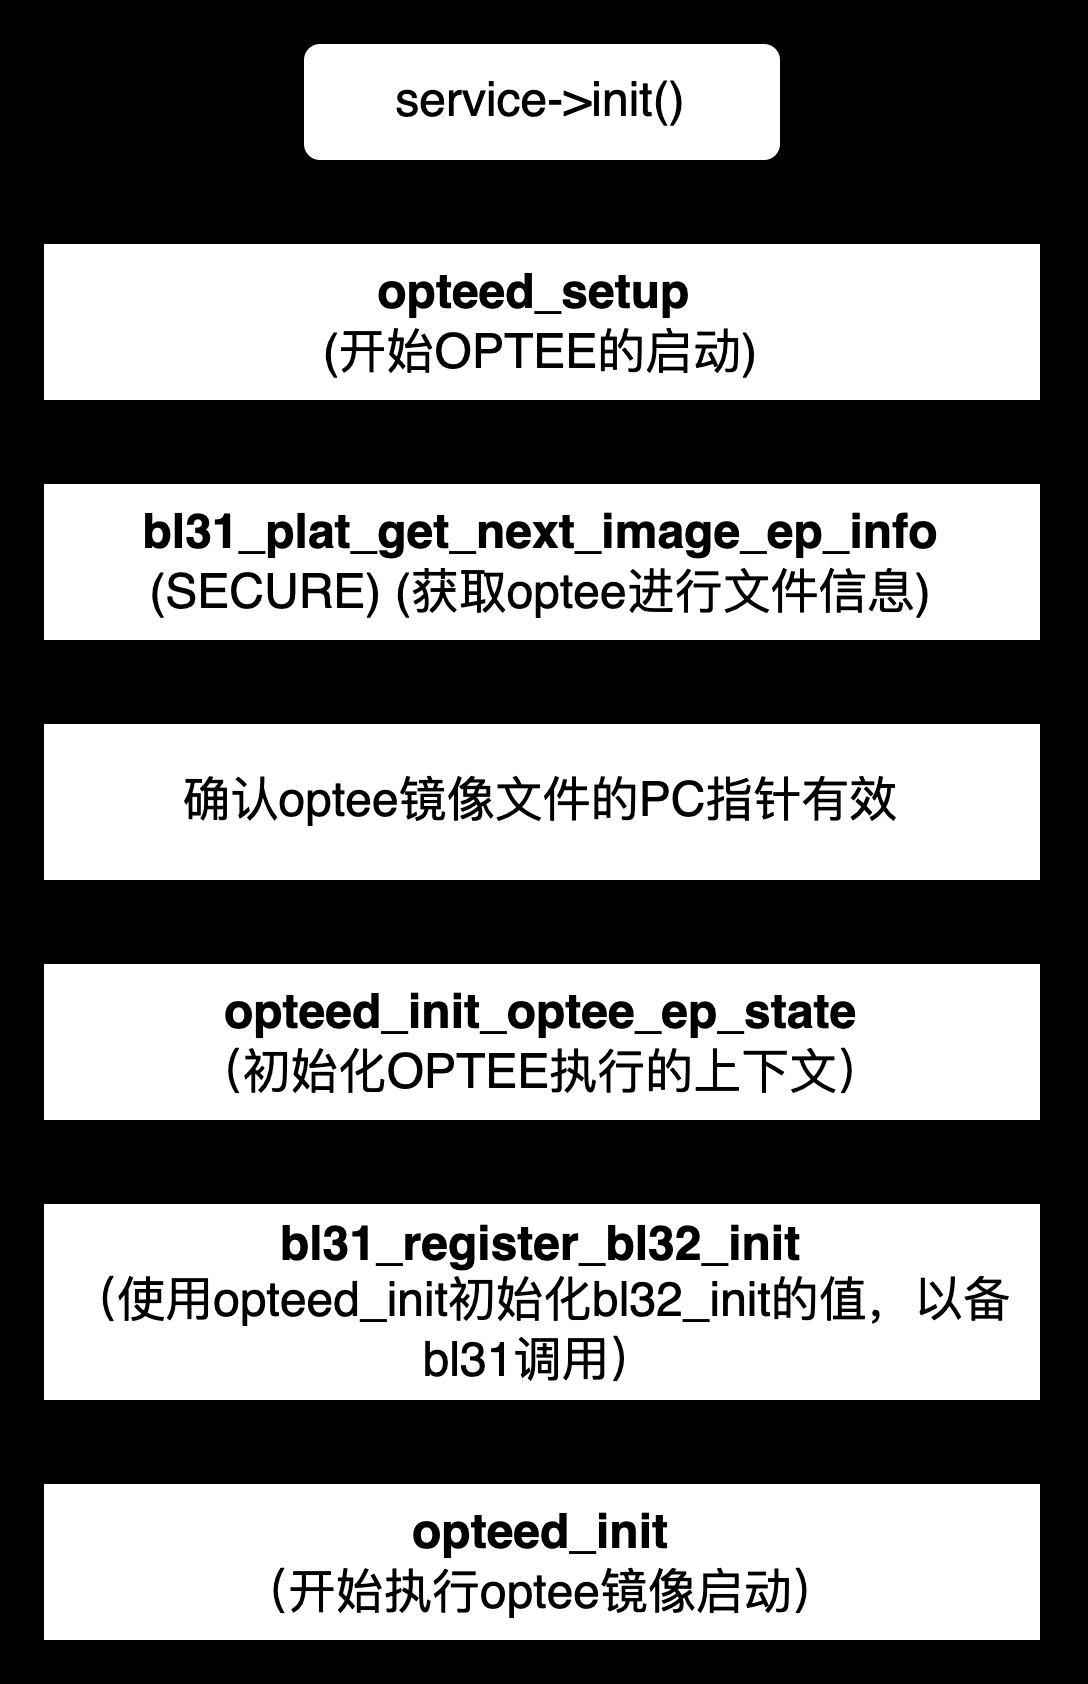 service->init()
opteed_setup
(开始OPTEE的启动)
bl31_plat_get_next_image_ep_info
(SECURE) (获取optee进行文件信息)
确认optee镜像文件的PC指针有效
opteed_init_optee_ep_state
（初始化OPTEE执行的上下文）
bl31_register_bl32_init
（使用opteed_init初始化bl32_init的值，以备
bl31调用）
opteed_init
（开始执行optee镜像启动）